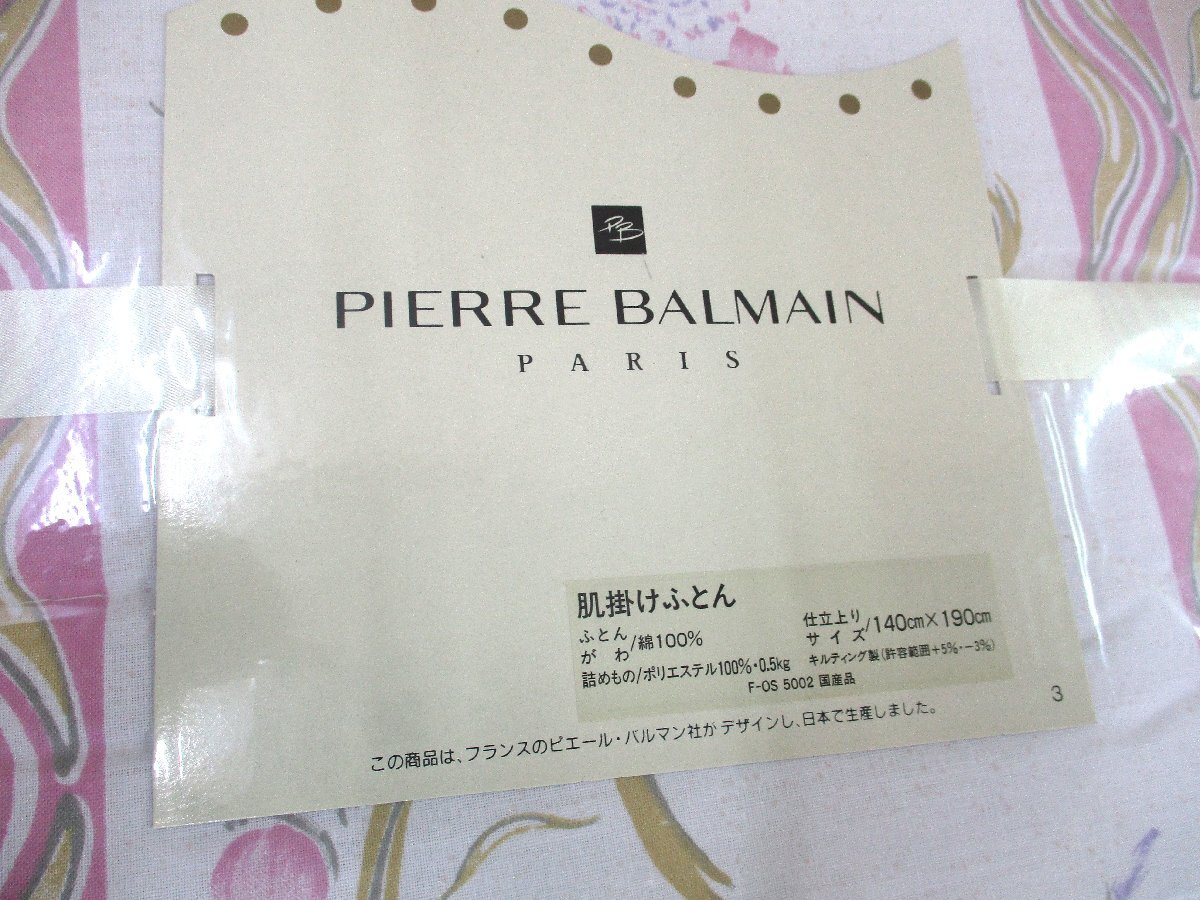 PB
PIERRE BALMAIN
PARIS
肌掛けふとん
ふとん
がわ/綿100%
仕立上り
サイズ/140cm×190cm
詰めもの/ポリエステル100%・0.5kg
キルティング製(許容範囲+5%・-3%)
F-OS 5002 国産品
3
この商品は、フランスのピエール・バルマン社がデザインし、日本で生産しました。